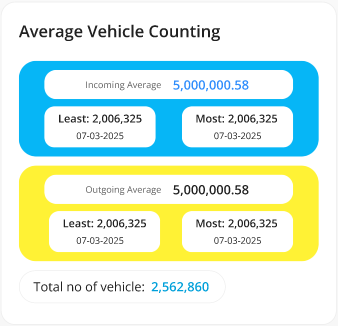 Average Vehicle Counting
Incoming Average 5,000,000.58
Least: 2,006,325 Most: 2,006,325
07-03-2025 07-03-2025
Outgoing Average 5,000,000.58
Least: 2,006,325 Most: 2,006,325
07-03-2025 07-03-2025
Total no of vehicle: 2,562,860